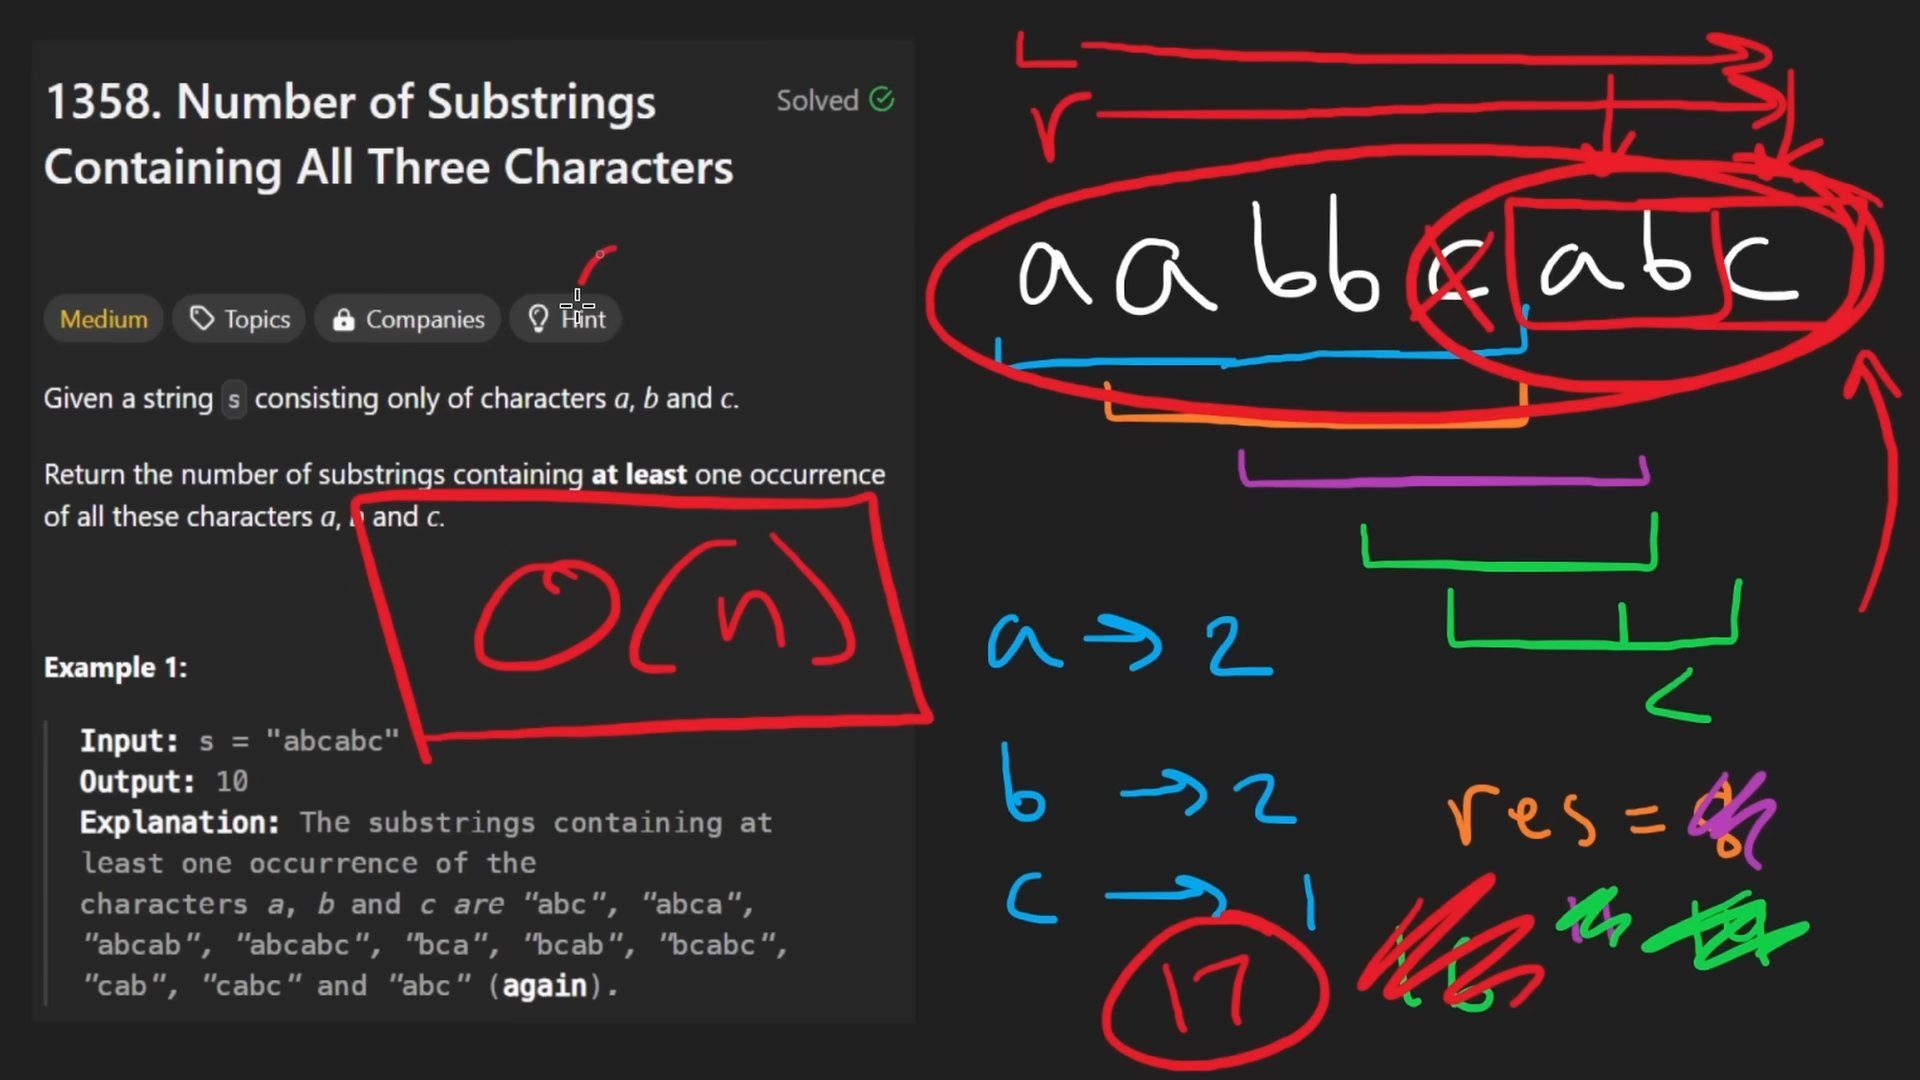 1358. Number of Substrings
Containing All Three Characters
Solved
Medium
Topics
Companies
Hint
Given a string s consisting only of characters a, b and c.
Return the number of substrings containing at least one occurrence
of all these characters a, b and c.
O(n)
Example 1:
Input: s = "abcabc"
Output: 10
Explanation: The substrings containing at
least one occurrence of the
characters a, b and c are "abc", "abca",
"abcab", "abcabc", "bca", "bcab", "bcabc",
"cab", "cabc" and "abc" (again).
L
r
aabbcabc
a → 2
b → 2
c → 1
c
res =
17